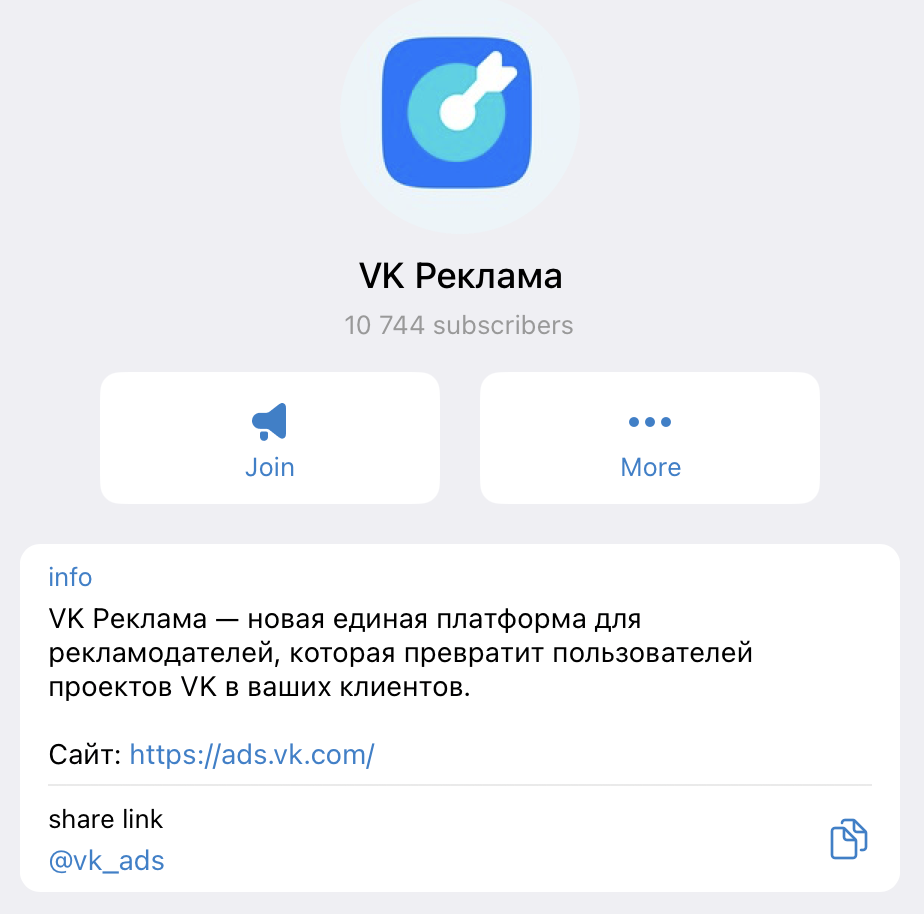 VK Реклама
10 744 subscribers
Join
More
info
VK Реклама — новая единая платформа для
рекламодателей, которая превратит пользователей
проектов VK в ваших клиентов.
Сайт: https://ads.vk.com/
share link
@vk_ads